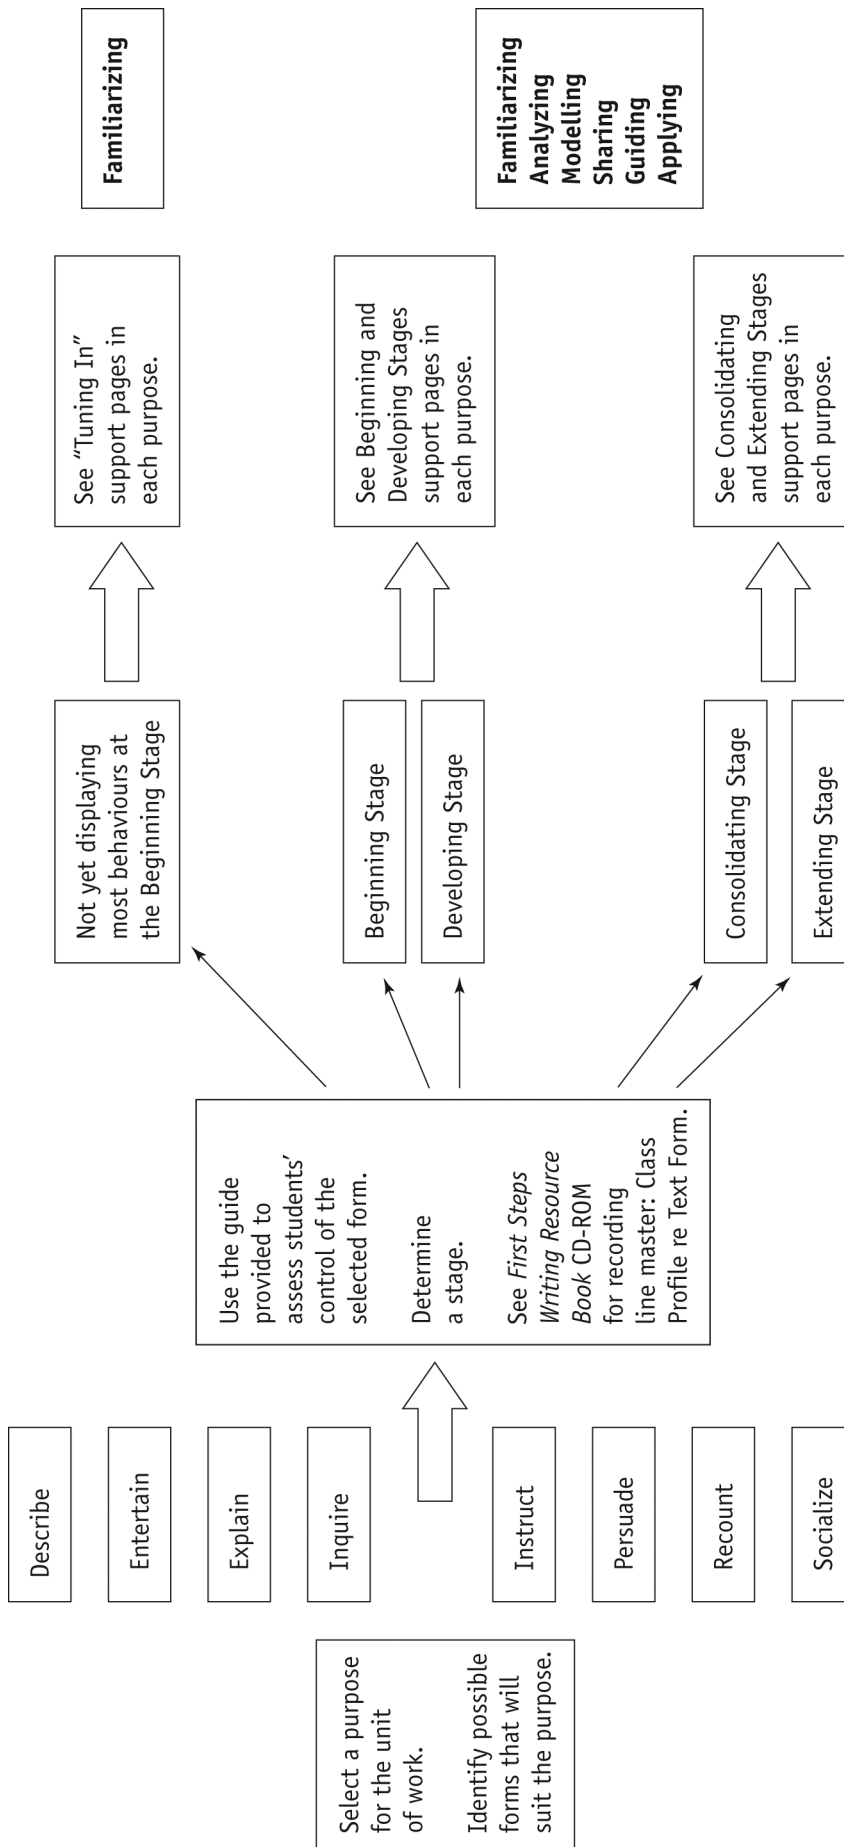 Select a purpose
for the unit
of work.
Identify possible
forms that will
suit the purpose.
Describe
Entertain
Explain
Inquire
Instruct
Persuade
Recount
Socialize
Use the guide
provided to
assess students’
control of the
selected form.
Determine
a stage.
See First Steps
Writing Resource
Book CD-ROM
for recording
line master: Class
Profile re Text Form.
Not yet displaying
most behaviours at
the Beginning Stage
Beginning Stage
Developing Stage
Consolidating Stage
Extending Stage
See “Tuning In”
support pages in
each purpose.
See Beginning and
Developing Stages
support pages in
each purpose.
See Consolidating
and Extending Stages
support pages in
each purpose.
Familiarizing
Familiarizing
Analyzing
Modelling
Sharing
Guiding
Applying